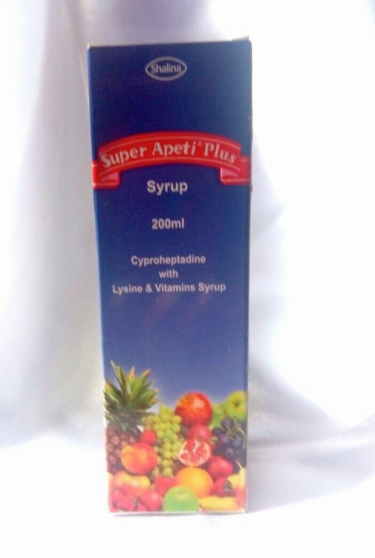 Shalina
Super Apeti® Plus
Syrup
200ml
Cyproheptadine
with
Lysine & Vitamins Syrup